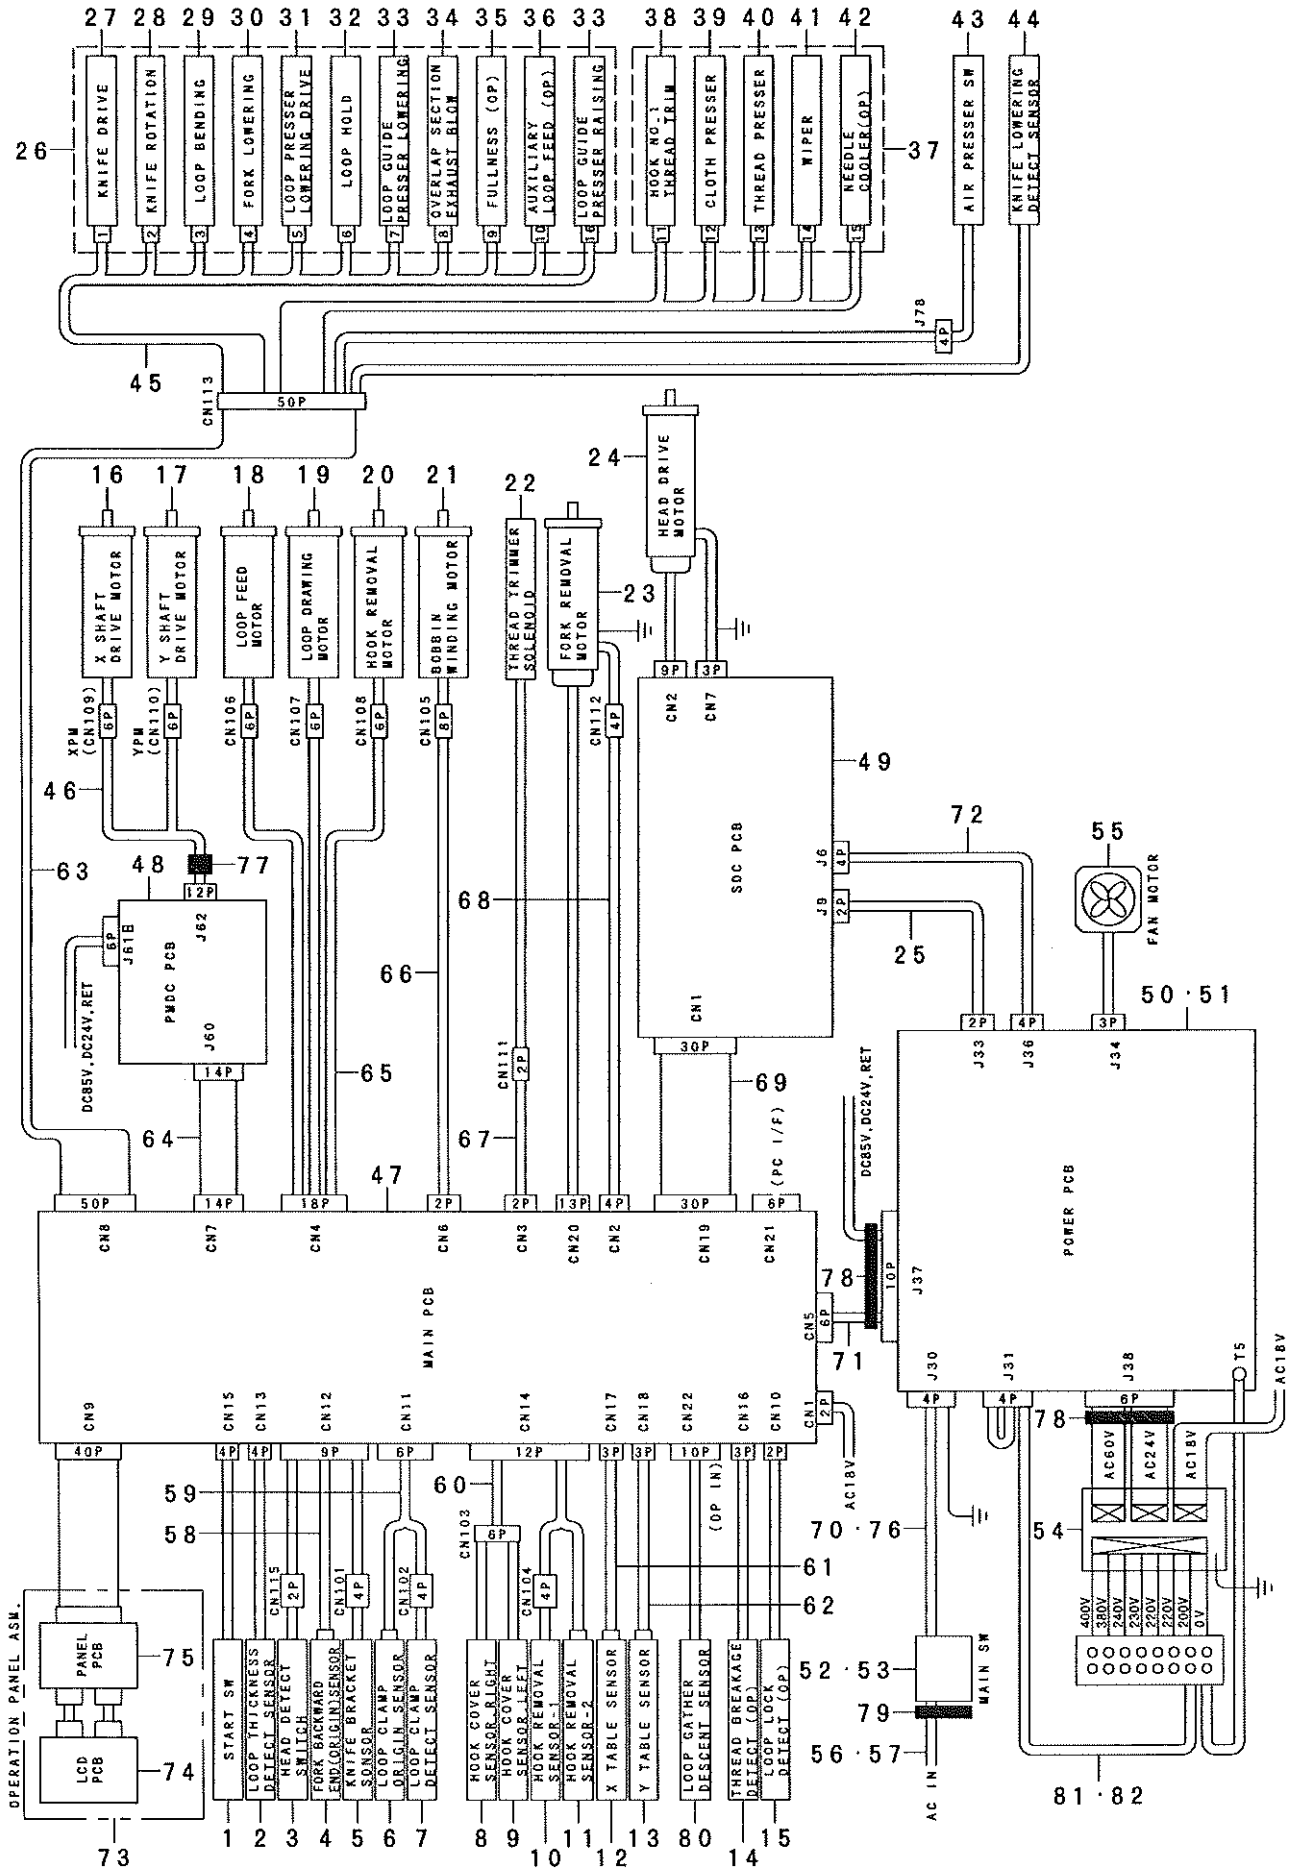 27 28 29 30 31 32 33 34 35 36 33 38 39 40 41 42 43 44
KNIFE DRIVE
KNIFE ROTATION
LOOP BENDING
FORK LOWERING
LOOP PRESSER
LOWERING DRIVE
LOOP HOLD
LOOP GUIDE
PRESSER LOWERING
OVERLAP SECTION
EXHAUST BLOW
FULLNESS (OP)
AUXILIARY
LOOP FEED (OP)
LOOP GUIDE
PRESSER RAISING
HOOK NO.1
THREAD TRIM
CLOTH PRESSER
THREAD PRESSER
WIPER
NEEDLE
COOLER(OP)
AIR PRESSER SW
KNIFE LOWERING
DETECT SENSOR
26
37
1 2 3 4 5 6 7 8 9 10 16 11 12 13 14 15
J78
4P
45
CN113
50P
24
HEAD DRIVE
MOTOR
16 17 18 19 20 21 22
23
X SHAFT
DRIVE MOTOR
Y SHAFT
DRIVE MOTOR
LOOP FEED
MOTOR
LOOP DRAWING
MOTOR
HOOK REMOVAL
MOTOR
BOBBIN
WINDING MOTOR
THREAD TRIMMER
SOLENOID
FORK REMOVAL
MOTOR
XPM
(CN109)
6P
YPM
(CN110)
6P
CN106
6P
CN107
6P
CN108
6P
CN105
8P
CN112
4P
9P
3P
CN2
CN7
49
SDC PCB
46
63
48
77
12P
J62
6P
J61B
PMDC PCB
J60
14P
DC85V,DC24V,RET
64
65
66
68
67
CN111
2P
J6
4P
J9
2P
72
25
55
FAN MOTOR
50·51
CN1
30P
69
2P
4P
3P
J33
J36
J34
DC85V,DC24V,RET
POWER PCB
47
(PC I/F)
50P
14P
18P
2P
2P
13P
4P
30P
6P
CN8
CN7
CN4
CN6
CN3
CN20
CN2
CN19
CN21
MAIN PCB
78
10P
J37
CN5
6P
71
CN1
2P
AC18V
J30
J31
J38
T5
AC18V
4P
4P
6P
78
CN9
CN15
CN13
CN12
CN11
CN14
CN17
CN18
CN22
CN16
CN10
40P
4P
4P
9P
6P
12P
3P
3P
10P
3P
2P
(OP IN)
59
58
60
CN103
6P
CN115
2P
CN101
4P
CN102
4P
CN104
4P
61
62
70·76
AC60V
AC24V
AC18V
54
400V
380V
240V
230V
220V
220V
200V
0V
OPERATION PANEL ASM.
PANEL
PCB
75
LCD
PCB
74
73
START SW
LOOP THICKNESS
DETECT SENSOR
HEAD DETECT
SWITCH
FORK BACKWARD
END(ORIGIN)SENSOR
KNIFE BRACKET
SONSOR
LOOP CLAMP
ORIGIN SENSOR
LOOP CLAMP
DETECT SENSOR
HOOK COVER
SENSOR,RIGHT
HOOK COVER
SENSOR,LEFT
HOOK REMOVAL
SENSOR-1
HOOK REMOVAL
SENSOR-2
X TABLE SENSOR
Y TABLE SENSOR
LOOP GATHER
DESCENT SENSOR
THREAD BREAKAGE
DETECT (OP)
LOOP LOCK
DETECT (OP)
52·53
MAIN SW
79
56·57
AC IN
81·82
1 2 3 4 5 6 7 8 9 10 11 12 13 80 14 15